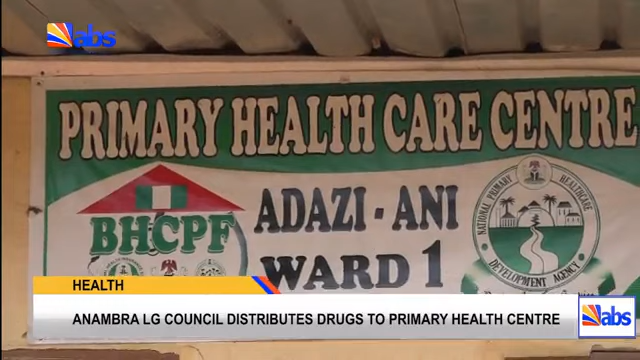 abs
PRIMARY HEALTH CARE CENTRE
BHCPF
ADAZI - ANI
WARD 1
NATIONAL PRIMARY HEALTHCARE
DEVELOPMENT AGENCY
HEALTH
ANAMBRA LG COUNCIL DISTRIBUTES DRUGS TO PRIMARY HEALTH CENTRE
abs